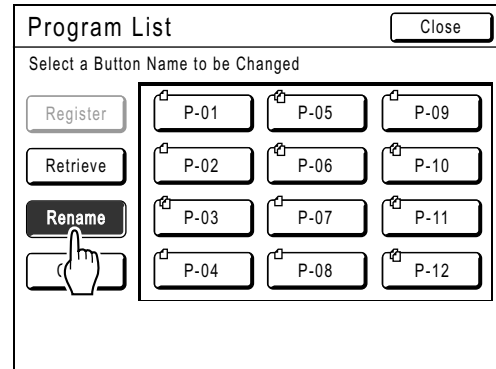 Program List
Close
Select a Button Name to be Changed
Register
P-01
P-05
P-09
Retrieve
P-02
P-06
P-10
Rename
P-03
P-07
P-11
P-04
P-08
P-12